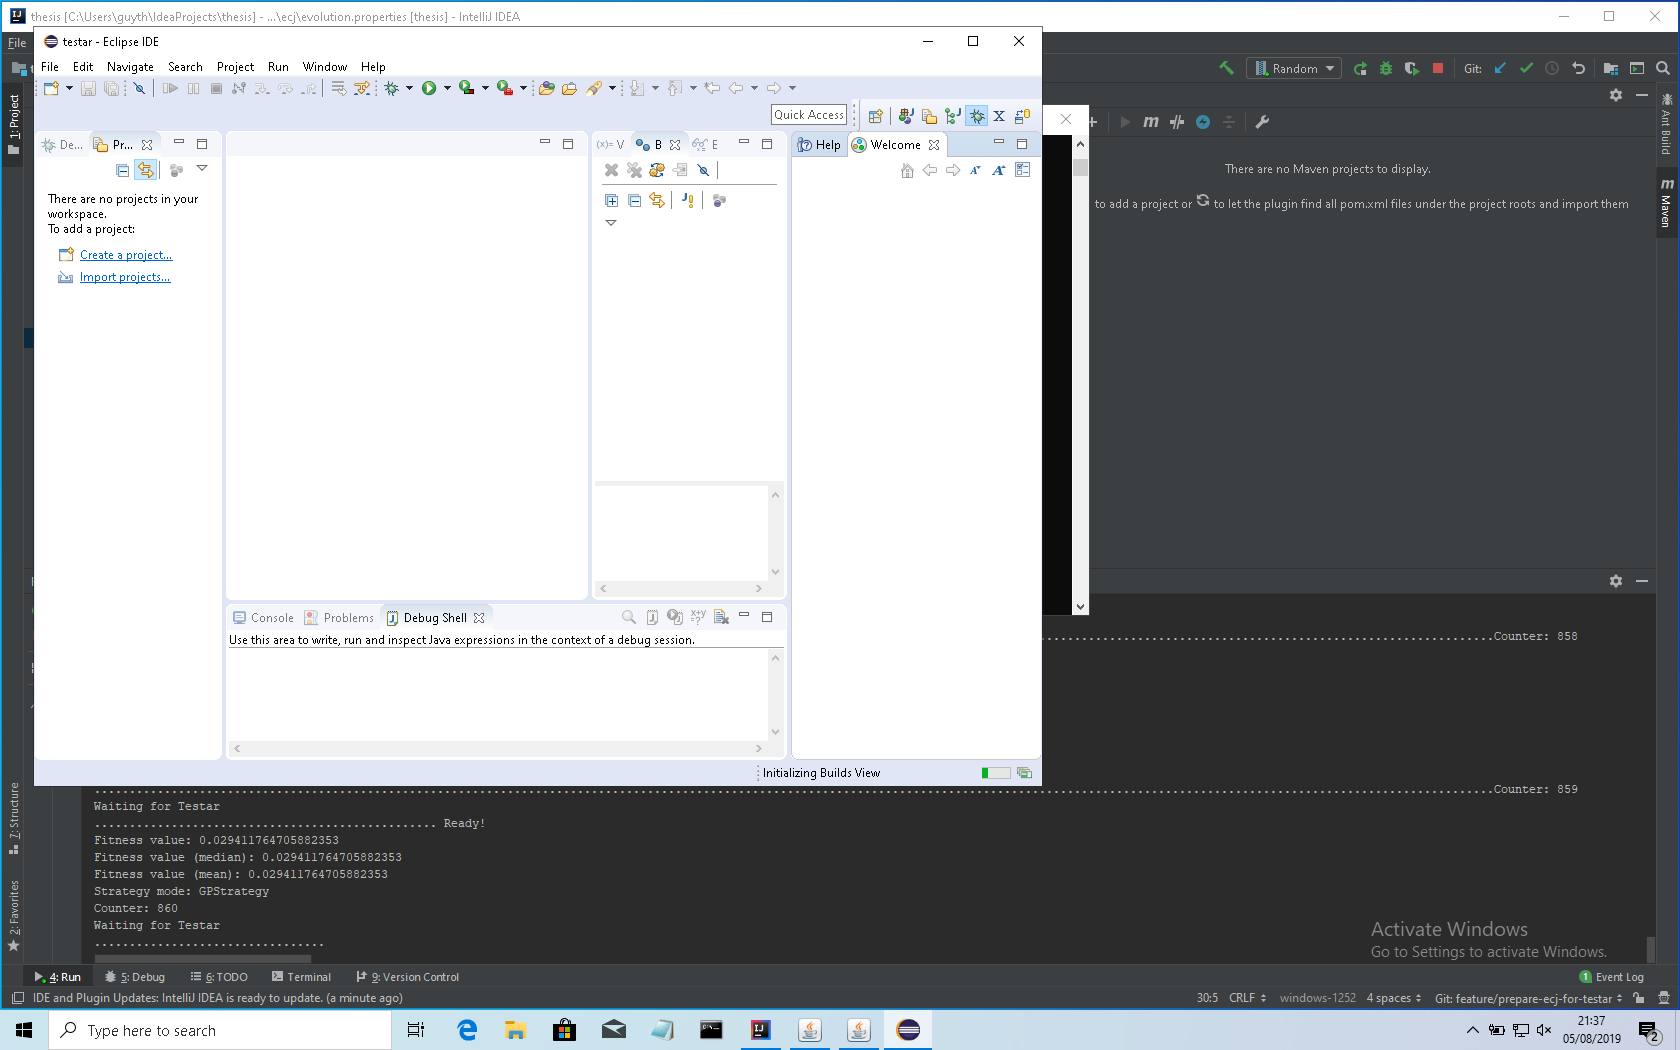 thesis [C:\Users\guyth\IdeaProjects\thesis] - ...\ecj\evolution.properties [thesis] - IntelliJ IDEA
File
testar - Eclipse IDE
File Edit Navigate Search Project Run Window Help
Random
Git:
Quick Access
1: Project
De...
Pr...
(x)= V
B
E
Help
Welcome
Ant Build
Maven
There are no projects in your
workspace.
To add a project:
Create a project...
Import projects...
There are no Maven projects to display.
to add a project or to let the plugin find all pom.xml files under the project roots and import them
Console
Problems
Debug Shell
Use this area to write, run and inspect Java expressions in the context of a debug session.
Counter: 858
Initializing Builds View
Counter: 859
Waiting for Testar
Ready!
Fitness value: 0.029411764705882353
Fitness value (median): 0.029411764705882353
Fitness value (mean): 0.029411764705882353
Strategy mode: GPStrategy
Counter: 860
Waiting for Testar
7: Structure
2: Favorites
Activate Windows
Go to Settings to activate Windows.
4: Run
5: Debug
6: TODO
Terminal
9: Version Control
1 Event Log
IDE and Plugin Updates: IntelliJ IDEA is ready to update. (a minute ago)
30:5 CRLF windows-1252 4 spaces Git: feature/prepare-ecj-for-testar
Type here to search
21:37
05/08/2019
2